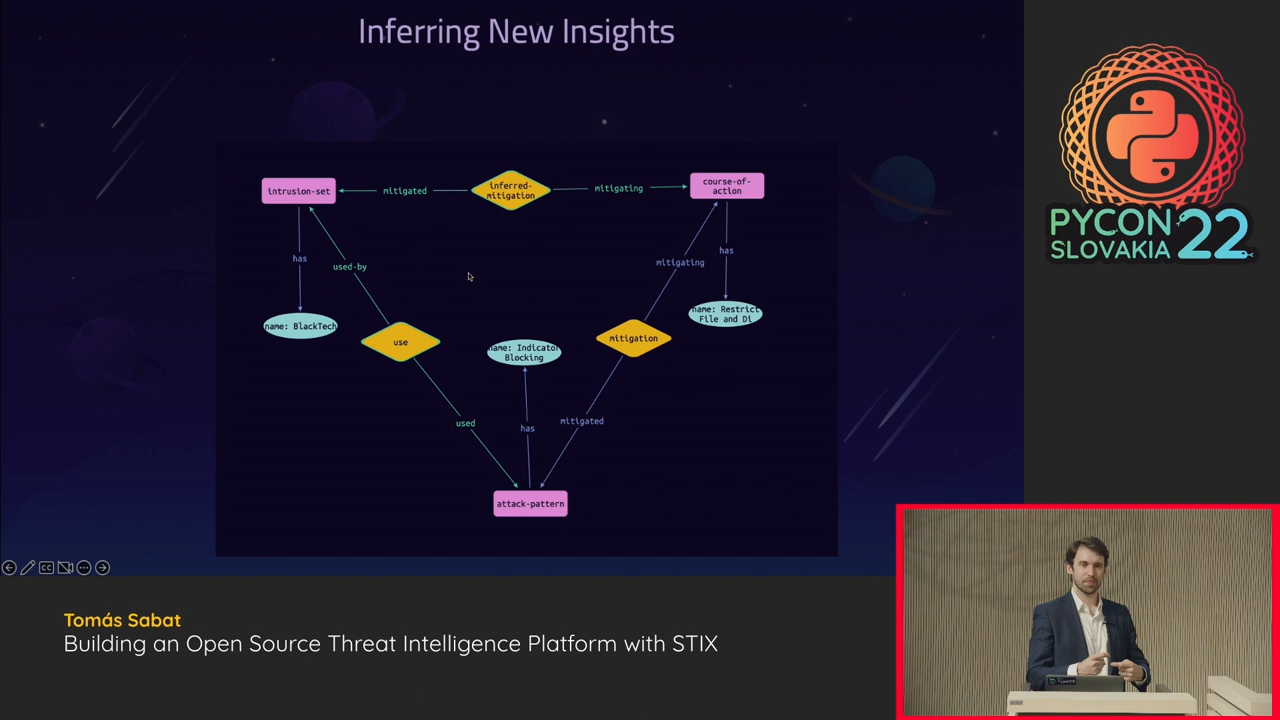 Inferring New Insights
intrusion-set
mitigated
inferred-
mitigation
mitigating
course-of-
action
has
used-by
mitigating
has
name: BlackTech
use
name: Indicator
Blocking
mitigation
name: Restrict
File and Di
used
has
mitigated
attack-pattern
CC
PYCON
SLOVAKIA
22
Tomás Sabat
Building an Open Source Threat Intelligence Platform with STIX